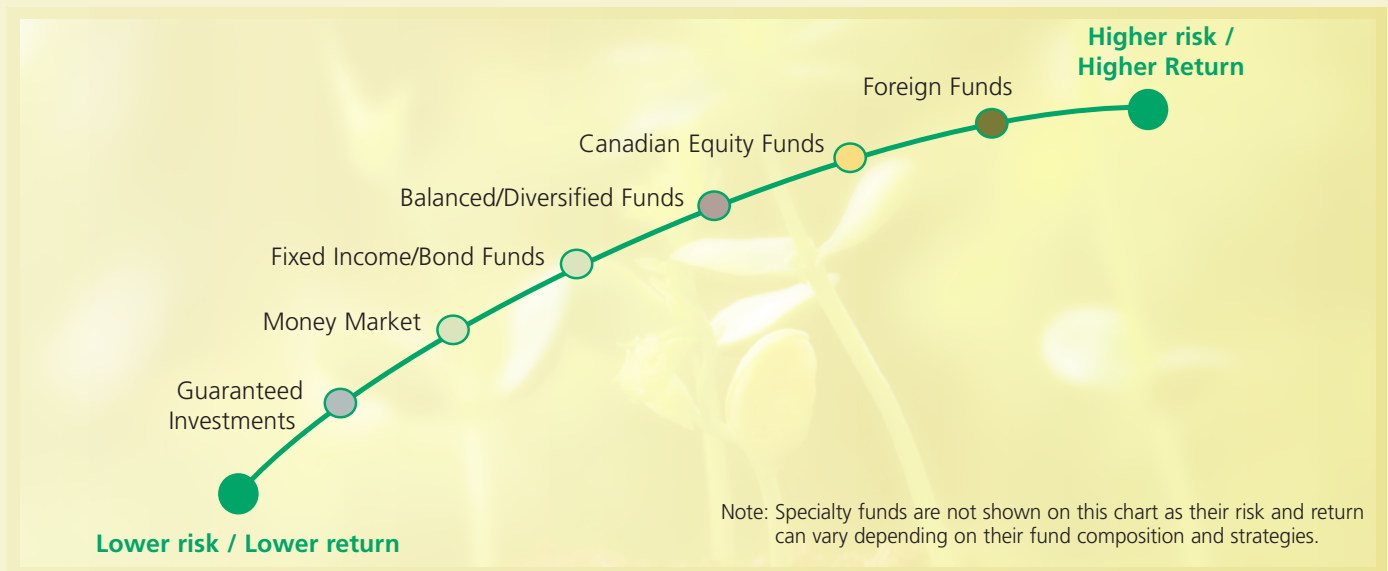 Higher risk /
Higher Return
Foreign Funds
Canadian Equity Funds
Balanced/Diversified Funds
Fixed Income/Bond Funds
Money Market
Guaranteed
Investments
Lower risk / Lower return
Note: Specialty funds are not shown on this chart as their risk and return
can vary depending on their fund composition and strategies.